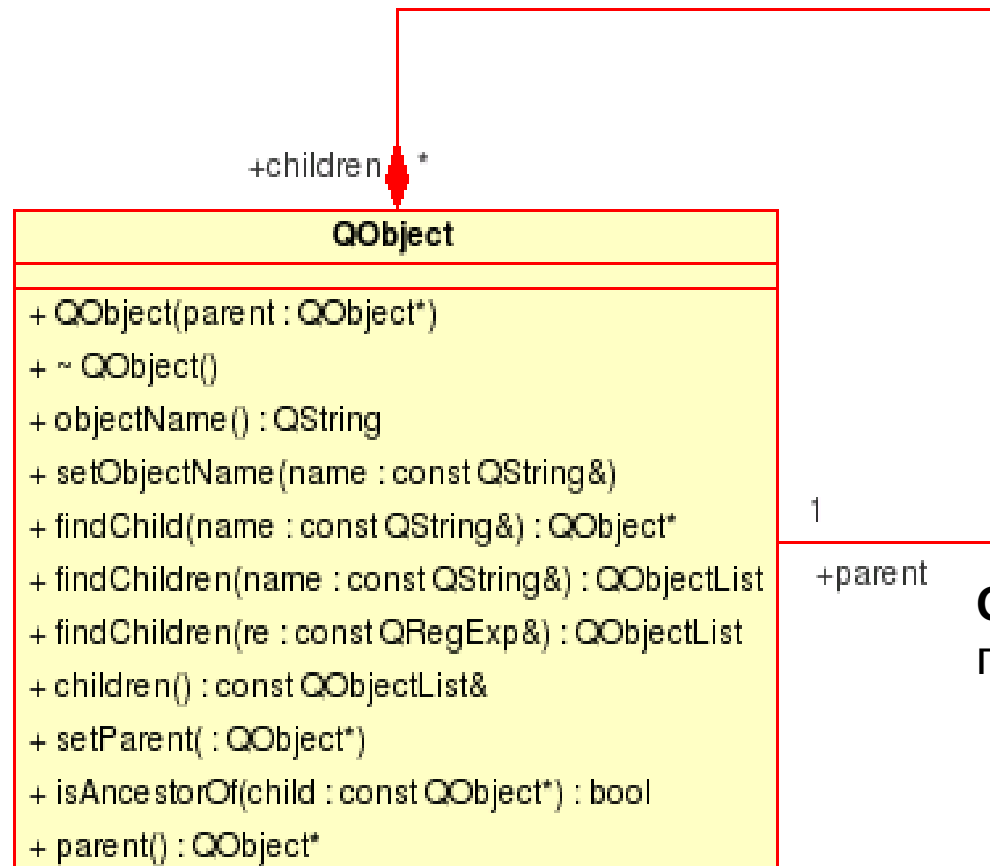 +children *
QObject
+ QObject(parent : QObject*)
+ ~ QObject()
+ objectName() : QString
+ setObjectName(name : const QString&)
+ findChild(name : const QString&) : QObject*
+ findChildren(name : const QString&) : QObjectList
+ findChildren(re : const QRegExp&) : QObjectList
+ children() : const QObjectList&
+ setParent( : QObject*)
+ isAncestorOf(child : const QObject*) : bool
+ parent() : QObject*
1
+parent